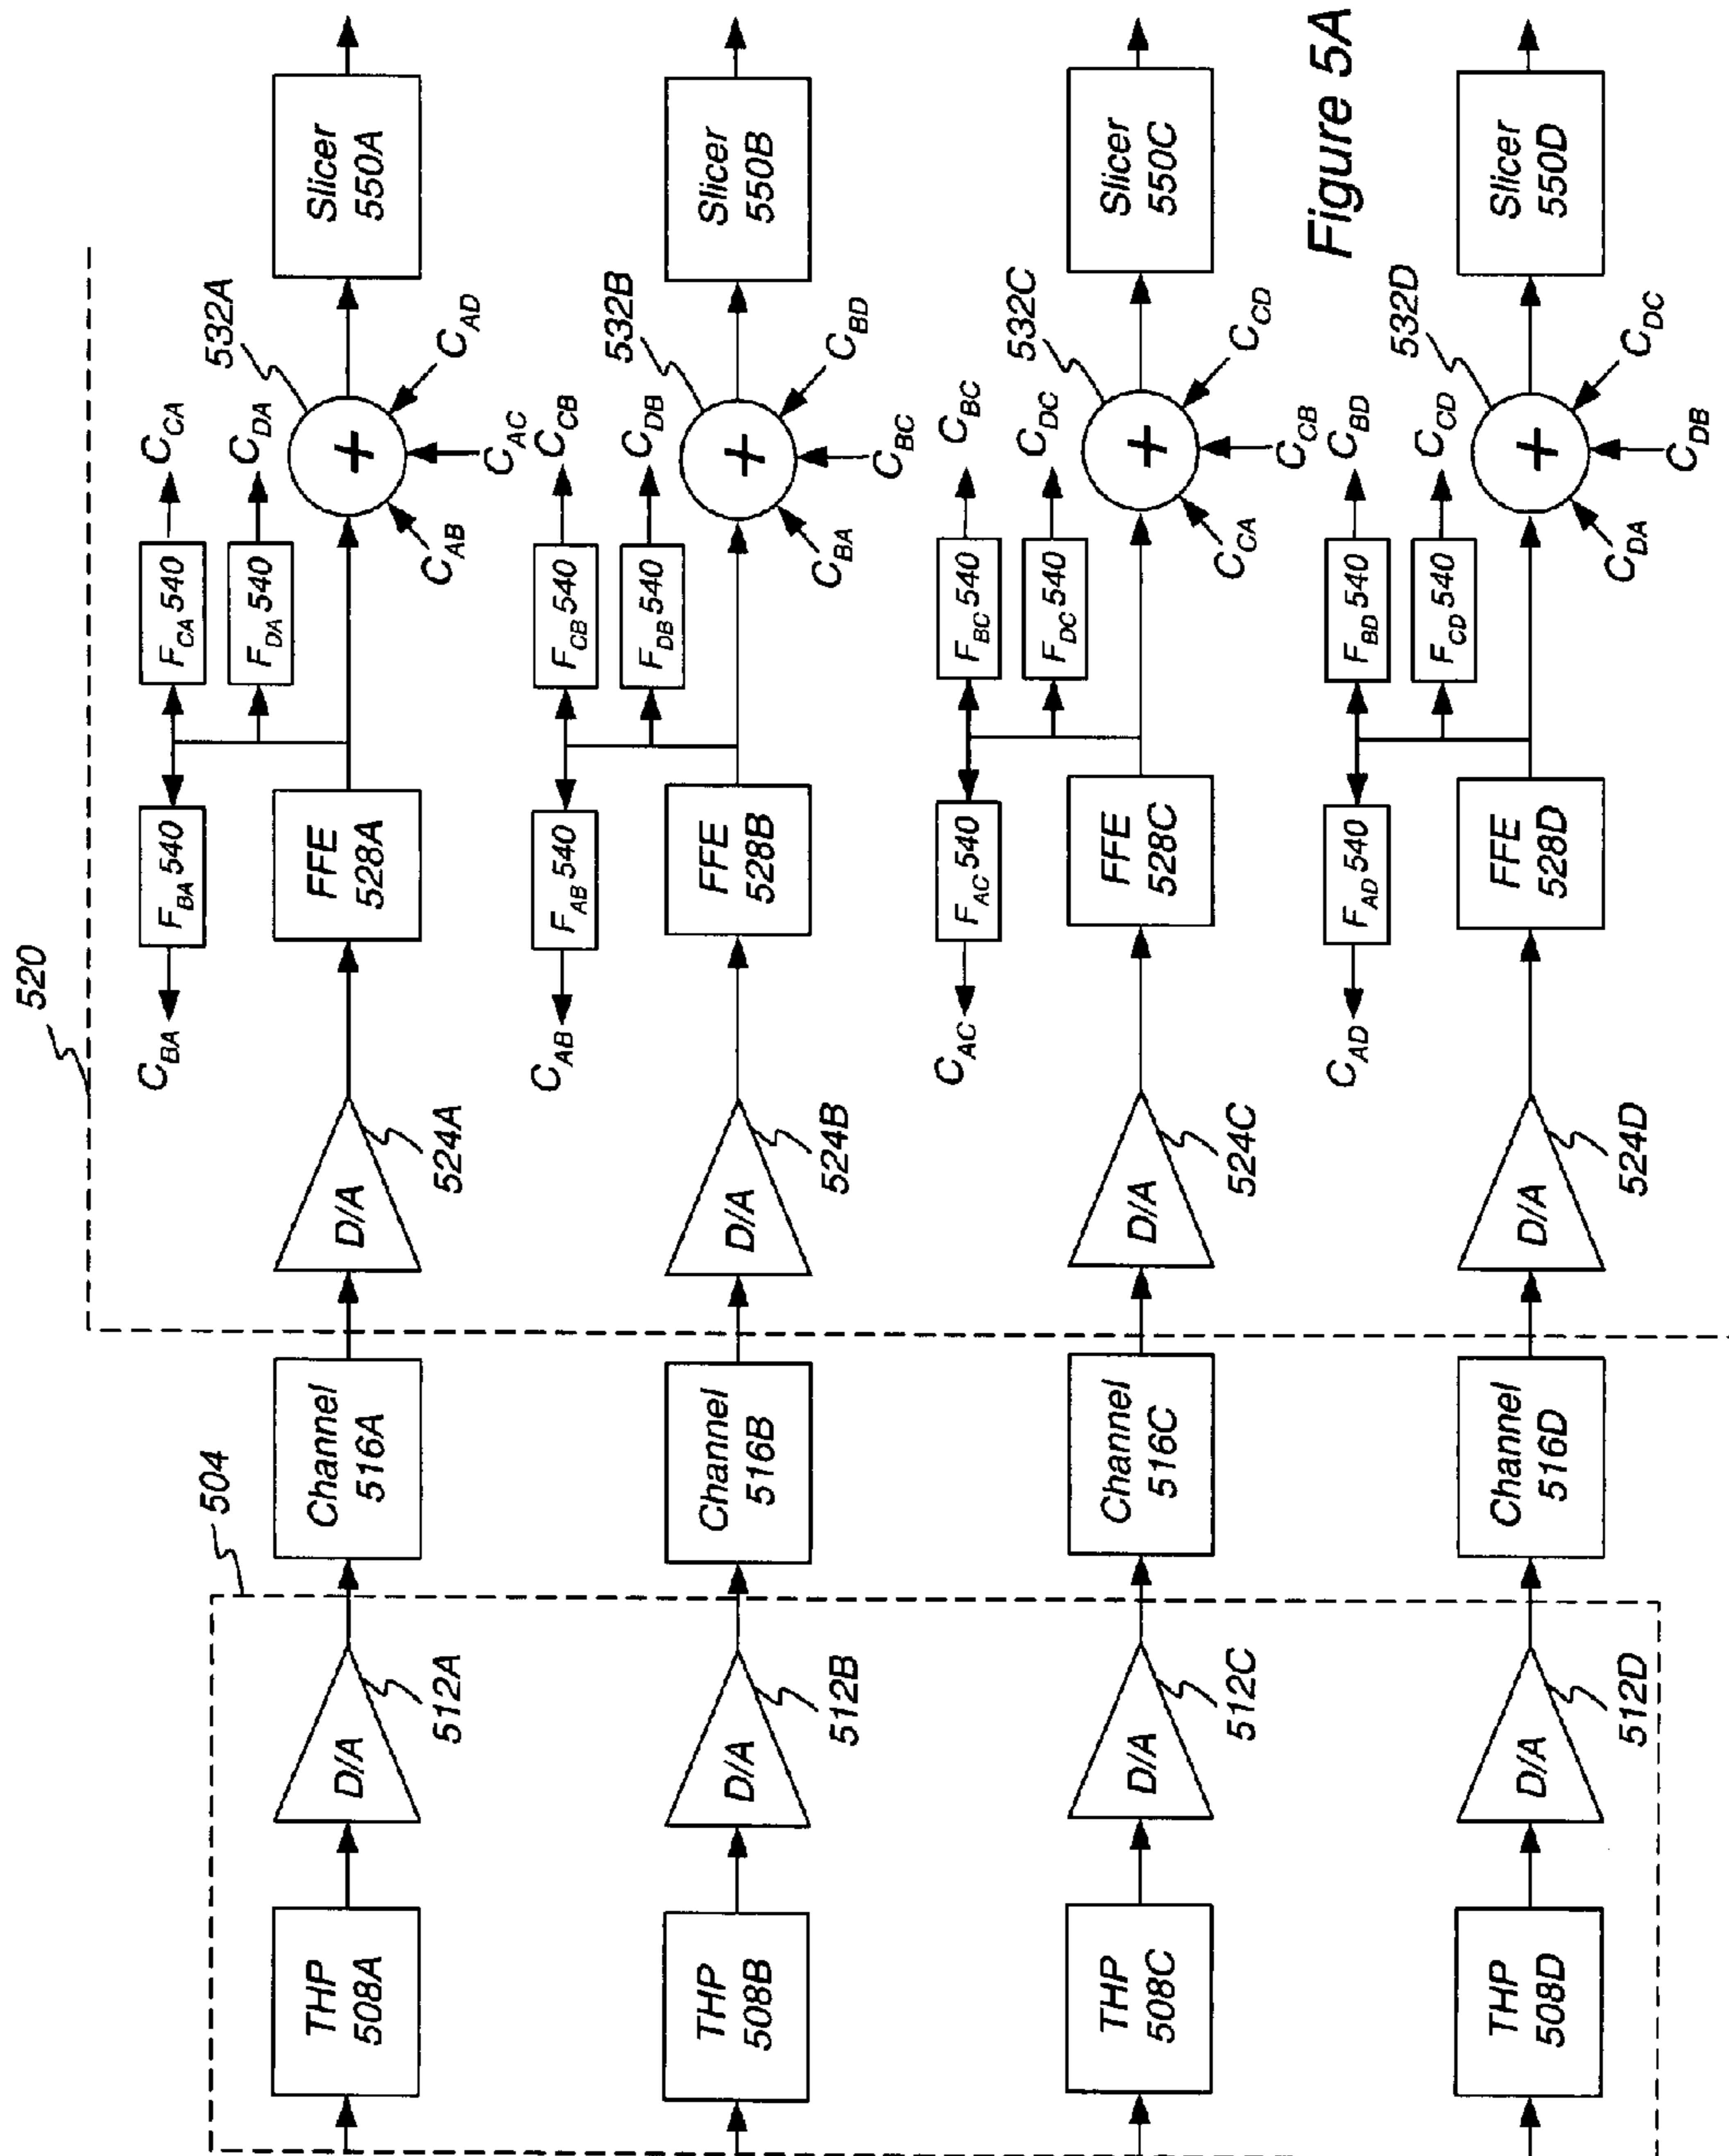 504
520
THP
508A
D/A
512A
Channel
516A
D/A
524A
FFE
528A
C_BA
F_BA 540
F_CA 540
C_CA
F_DA 540
C_DA
532A
+
C_AB
C_AC
C_AD
Slicer
550A
THP
508B
D/A
512B
Channel
516B
D/A
524B
FFE
528B
C_AB
F_AB 540
F_CB 540
C_CB
F_DB 540
C_DB
532B
+
C_BA
C_BC
C_BD
Slicer
550B
THP
508C
D/A
512C
Channel
516C
D/A
524C
FFE
528C
C_AC
F_AC 540
F_BC 540
C_BC
F_DC 540
C_DC
532C
+
C_CA
C_CB
C_CD
Slicer
550C
THP
508D
D/A
512D
Channel
516D
D/A
524D
FFE
528D
C_AD
F_AD 540
F_BD 540
C_BD
F_CD 540
C_CD
532D
+
C_DA
C_DB
C_DC
Slicer
550D
Figure 5A